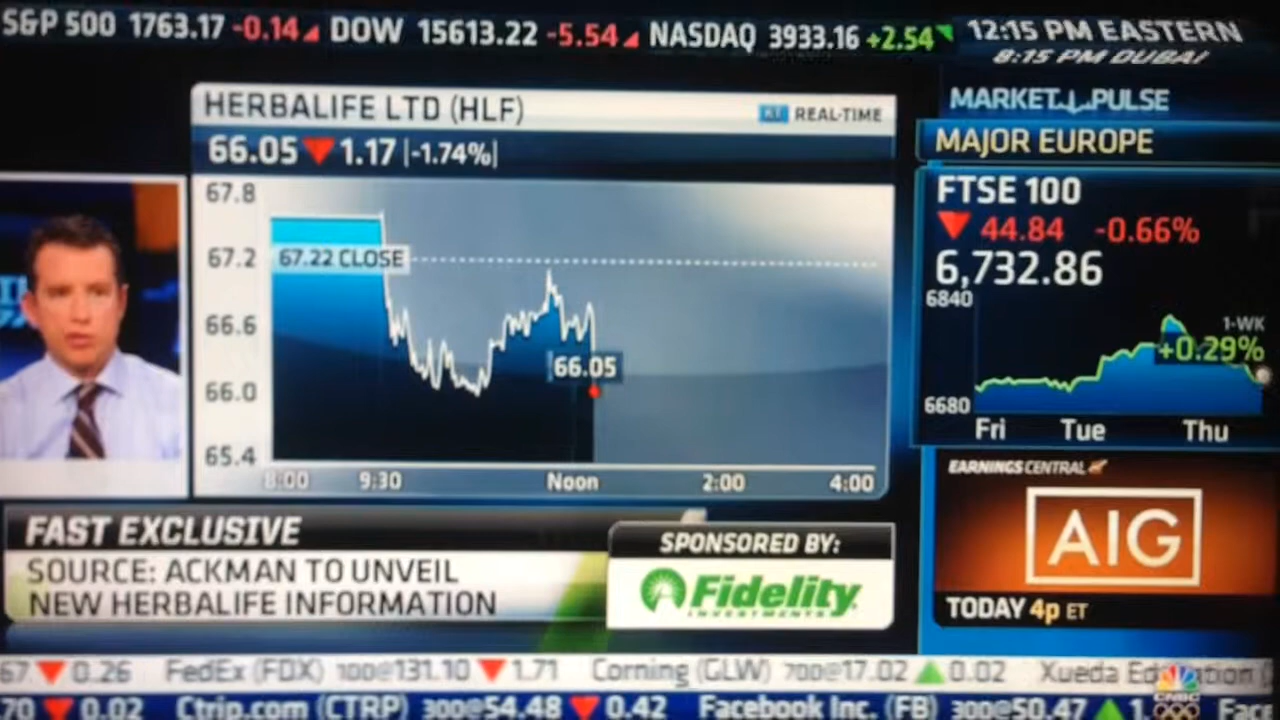 S&P 500 1763.17 -0.14 DOW 15613.22 -5.54 NASDAQ 3933.16 +2.54
12:15 PM EASTERN
8:15 PM DUBAI
HERBALIFE LTD (HLF)
REAL-TIME
66.05 1.17 |-1.74%|
67.8
67.2
66.6
66.0
65.4
67.22 CLOSE
66.05
8:00 9:30 Noon 2:00 4:00
MARKET PULSE
MAJOR EUROPE
FTSE 100
44.84 -0.66%
6,732.86
6840
1-WK
+0.29%
6680
Fri Tue Thu
FAST EXCLUSIVE
SOURCE: ACKMAN TO UNVEIL
NEW HERBALIFE INFORMATION
SPONSORED BY:
Fidelity
INVESTMENTS
EARNINGS CENTRAL
AIG
TODAY 4p ET
67 0.26 FedEx (FDX) 100@131.10 1.71 Corning (GLW) 700@17.02 0.02 Xueda
70 0.02 Ctrip.com (CTRP) 300@54.48 0.42 Facebook Inc. (FB) 300@50.47 1.
CNBC